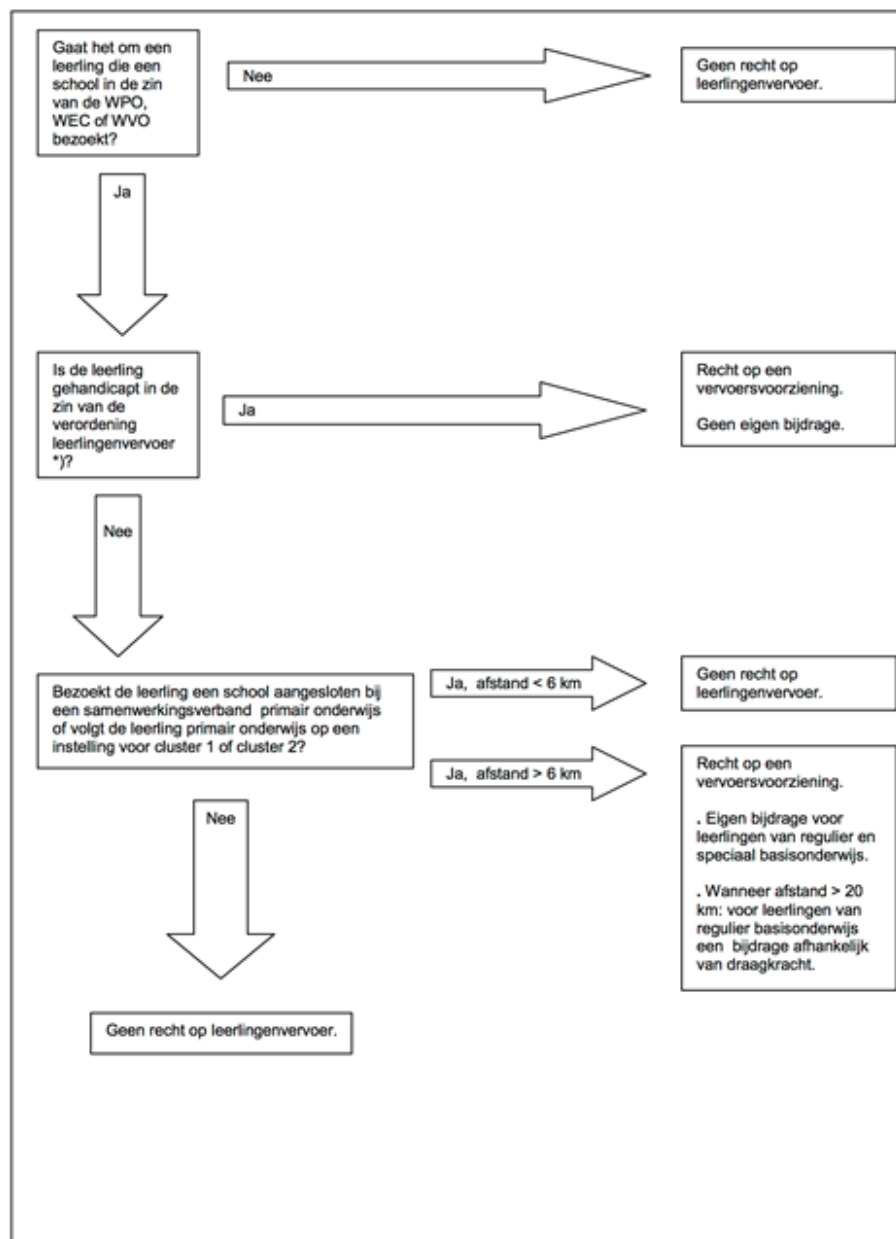 Gaat het om een
leerling die een
school in de zin
van de WPO,
WEC of WVO
bezoekt?
Nee
Geen recht op
leerlingenvervoer.
Ja
Is de leerling
gehandicapt in de
zin van de
verordening
leerlingenvervoer
*)?
Ja
Recht op een
vervoersvoorziening.
Geen eigen bijdrage.
Nee
Bezoekt de leerling een school aangesloten bij
een samenwerkingsverband primair onderwijs
of volgt de leerling primair onderwijs op een
instelling voor cluster 1 of cluster 2?
Ja, afstand < 6 km
Geen recht op
leerlingenvervoer.
Ja, afstand > 6 km
Recht op een
vervoersvoorziening.
. Eigen bijdrage voor
leerlingen van regulier en
speciaal basisonderwijs.
. Wanneer afstand > 20
km: voor leerlingen van
regulier basisonderwijs
een bijdrage afhankelijk
van draagkracht.
Nee
Geen recht op leerlingenvervoer.